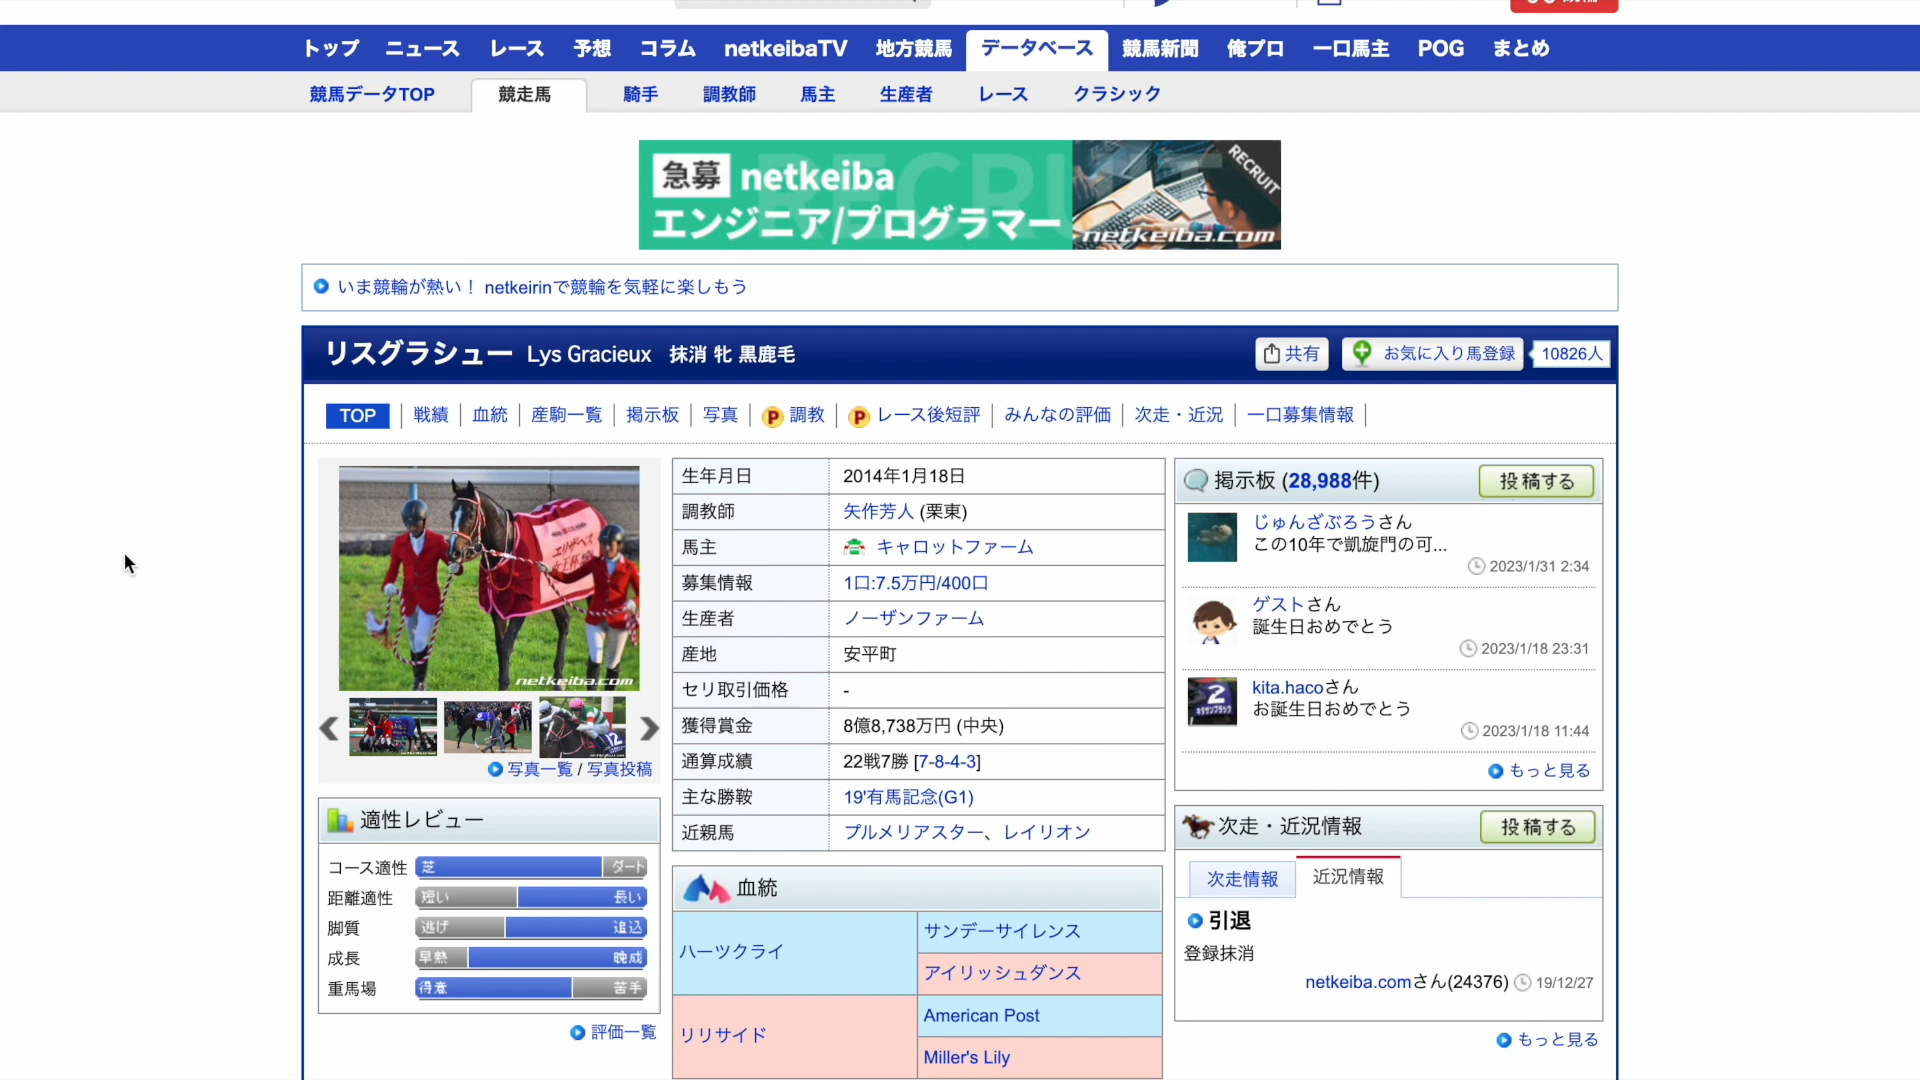 トップ ニュース レース 予想 コラム netkeibaTV 地方競馬 データベース 競馬新聞 俺プロ 一口馬主 POG まとめ
競馬データTOP 競走馬 騎手 調教師 馬主 生産者 レース クラシック
急募 netkeiba
エンジニア/プログラマー
RECRUIT
netkeiba.com
いま競輪が熱い！ netkeirinで競輪を気軽に楽しもう
リスグラシュー Lys Gracieux 抹消 牝 黒鹿毛
共有 お気に入り馬登録 10826人
TOP 戦績 血統 産駒一覧 掲示板 写真 P 調教 P レース後短評 みんなの評価 次走・近況 一口募集情報
netkeiba.com
写真一覧 / 写真投稿
適性レビュー
コース適性 芝 ダート
距離適性 短い 長い
脚質 逃げ 追込
成長 早熟 晩成
重馬場 得意 苦手
評価一覧
生年月日 2014年1月18日
調教師 矢作芳人 (栗東)
馬主 キャロットファーム
募集情報 1口:7.5万円/400口
生産者 ノーザンファーム
産地 安平町
セリ取引価格 -
獲得賞金 8億8,738万円 (中央)
通算成績 22戦7勝 [7-8-4-3]
主な勝鞍 19'有馬記念(G1)
近親馬 プルメリアスター、レイリオン
血統
ハーツクライ
サンデーサイレンス
アイリッシュダンス
リリサイド
American Post
Miller's Lily
掲示板 (28,988件) 投稿する
じゅんざぶろうさん
この10年で凱旋門の可...
2023/1/31 2:34
ゲストさん
誕生日おめでとう
2023/1/18 23:31
kita.hacoさん
お誕生日おめでとう
2023/1/18 11:44
もっと見る
次走・近況情報 投稿する
次走情報 近況情報
引退
登録抹消
netkeiba.comさん(24376) 19/12/27
もっと見る